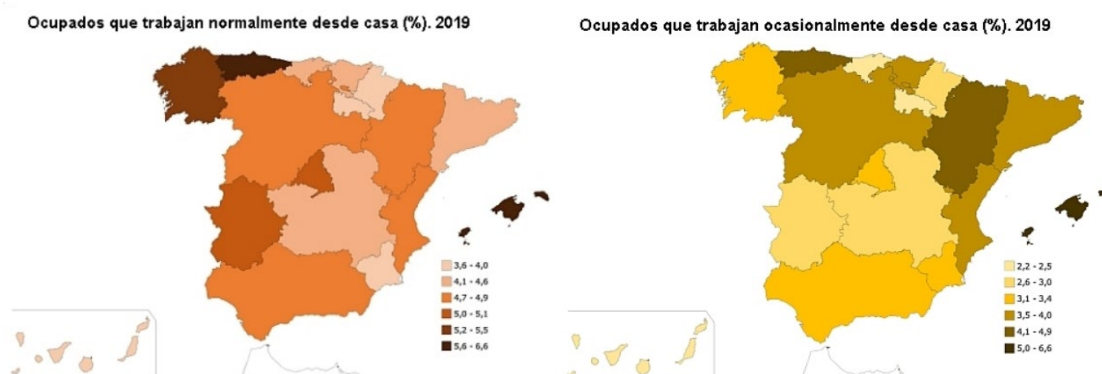 Ocupados que trabajan normalmente desde casa (%). 2019
3,6 - 4,0
4,1 - 4,6
4,7 - 4,9
5,0 - 5,1
5,2 - 5,5
5,6 - 6,6
Ocupados que trabajan ocasionalmente desde casa (%). 2019
2,2 - 2,5
2,6 - 3,0
3,1 - 3,4
3,5 - 4,0
4,1 - 4,9
5,0 - 6,6